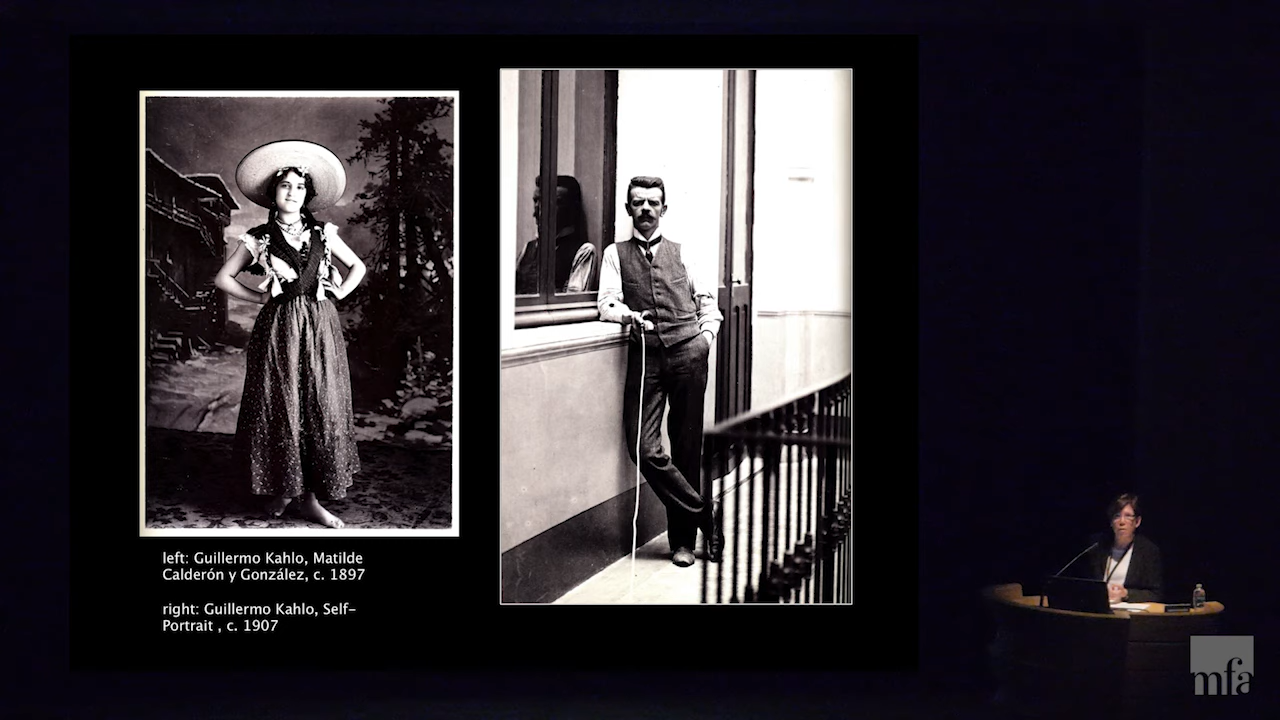 left: Guillermo Kahlo, Matilde
Calderón y González, c. 1897
right: Guillermo Kahlo, Self-
Portrait , c. 1907
mfa